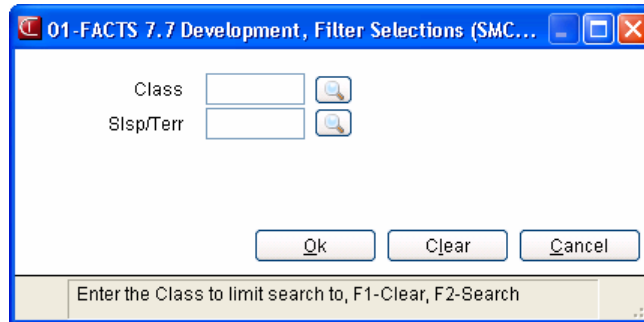 01-FACTS 7.7 Development, Filter Selections (SMC...
Class
Slsp/Terr
Ok Clear Cancel
Enter the Class to limit search to, F1-Clear, F2-Search